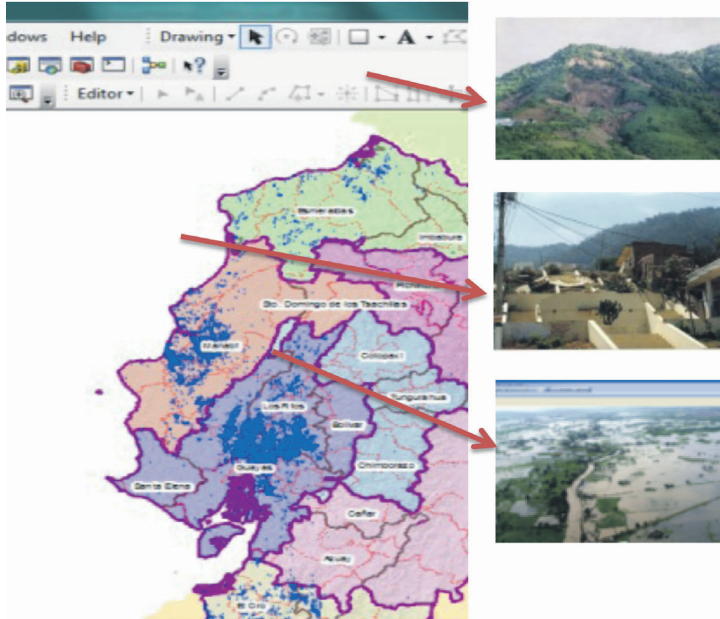 dows Help Drawing A
Editor
Esmeraldas
Imbabura
Sto. Domingo de los Tsachilas
Manabi
Cotopaxi
Los Rios
Tungurahua
Bolivar
Guayas
Chimborazo
Santa Elena
Cañar
Azuay
El Oro